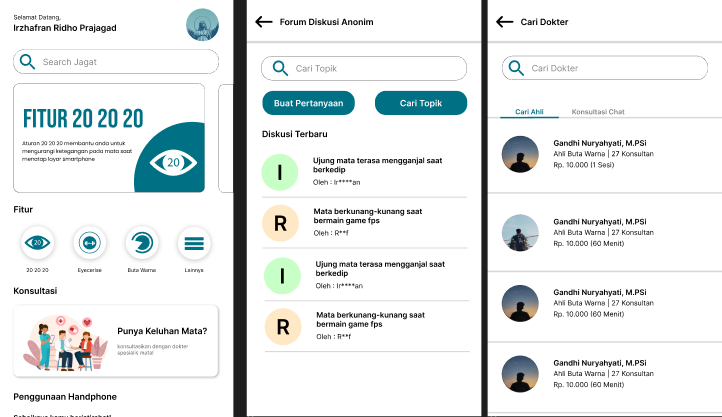 Selamat Datang,
Irzhafran Ridho Prajagad
Search Jagat
FITUR 20 20 20
Aturan 20 20 20 membantu anda untuk
mengurangi ketegangan pada mata saat
menatap layar smartphone
20
Fitur
20
20 20 20
Eyecerise
Buta Warna
Lainnya
Konsultasi
Punya Keluhan Mata?
konsultasikan dengan dokter
spesialis mata!
Penggunaan Handphone
Forum Diskusi Anonim
Cari Topik
Buat Pertanyaan
Cari Topik
Diskusi Terbaru
I
Ujung mata terasa mengganjal saat
berkedip
Oleh : Ir****an
R
Mata berkunang-kunang saat
bermain game fps
Oleh : R**f
I
Ujung mata terasa mengganjal saat
berkedip
Oleh : Ir****an
R
Mata berkunang-kunang saat
bermain game fps
Oleh : R**f
Cari Dokter
Cari Dokter
Cari Ahli
Konsultasi Chat
Gandhi Nuryahyati, M.PSi
Ahli Buta Warna | 27 Konsultan
Rp. 10.000 (1 Sesi)
Gandhi Nuryahyati, M.PSi
Ahli Buta Warna | 27 Konsultan
Rp. 10.000 (60 Menit)
Gandhi Nuryahyati, M.PSi
Ahli Buta Warna | 27 Konsultan
Rp. 10.000 (60 Menit)
Gandhi Nuryahyati, M.PSi
Ahli Buta Warna | 27 Konsultan
Rp. 10.000 (60 Menit)